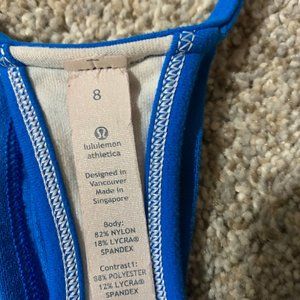 8
lululemon
athletica
Designed in
Vancouver
Made in
Singapore
Body:
82% NYLON
18% LYCRA®
SPANDEX
Contrast1:
88% POLYESTER
12% LYCRA®
SPANDEX